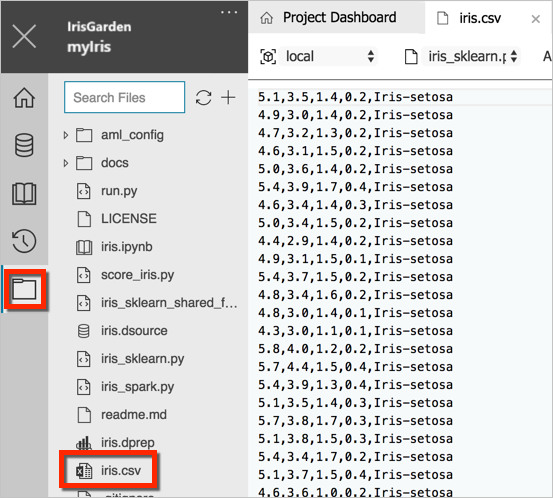 IrisGarden
myIris
...
Search Files
aml_config
docs
run.py
LICENSE
iris.ipynb
score_iris.py
iris_sklearn_shared_f...
iris.dsource
iris_sklearn.py
iris_spark.py
readme.md
iris.dprep
iris.csv
.gitignore
Project Dashboard
iris.csv
local
iris_sklearn.p
A
5.1,3.5,1.4,0.2,Iris-setosa
4.9,3.0,1.4,0.2,Iris-setosa
4.7,3.2,1.3,0.2,Iris-setosa
4.6,3.1,1.5,0.2,Iris-setosa
5.0,3.6,1.4,0.2,Iris-setosa
5.4,3.9,1.7,0.4,Iris-setosa
4.6,3.4,1.4,0.3,Iris-setosa
5.0,3.4,1.5,0.2,Iris-setosa
4.4,2.9,1.4,0.2,Iris-setosa
4.9,3.1,1.5,0.1,Iris-setosa
5.4,3.7,1.5,0.2,Iris-setosa
4.8,3.4,1.6,0.2,Iris-setosa
4.8,3.0,1.4,0.1,Iris-setosa
4.3,3.0,1.1,0.1,Iris-setosa
5.8,4.0,1.2,0.2,Iris-setosa
5.7,4.4,1.5,0.4,Iris-setosa
5.4,3.9,1.3,0.4,Iris-setosa
5.1,3.5,1.4,0.3,Iris-setosa
5.7,3.8,1.7,0.3,Iris-setosa
5.1,3.8,1.5,0.3,Iris-setosa
5.4,3.4,1.7,0.2,Iris-setosa
5.1,3.7,1.5,0.4,Iris-setosa
4.6,3.6,1.0,0.2,Iris-setosa